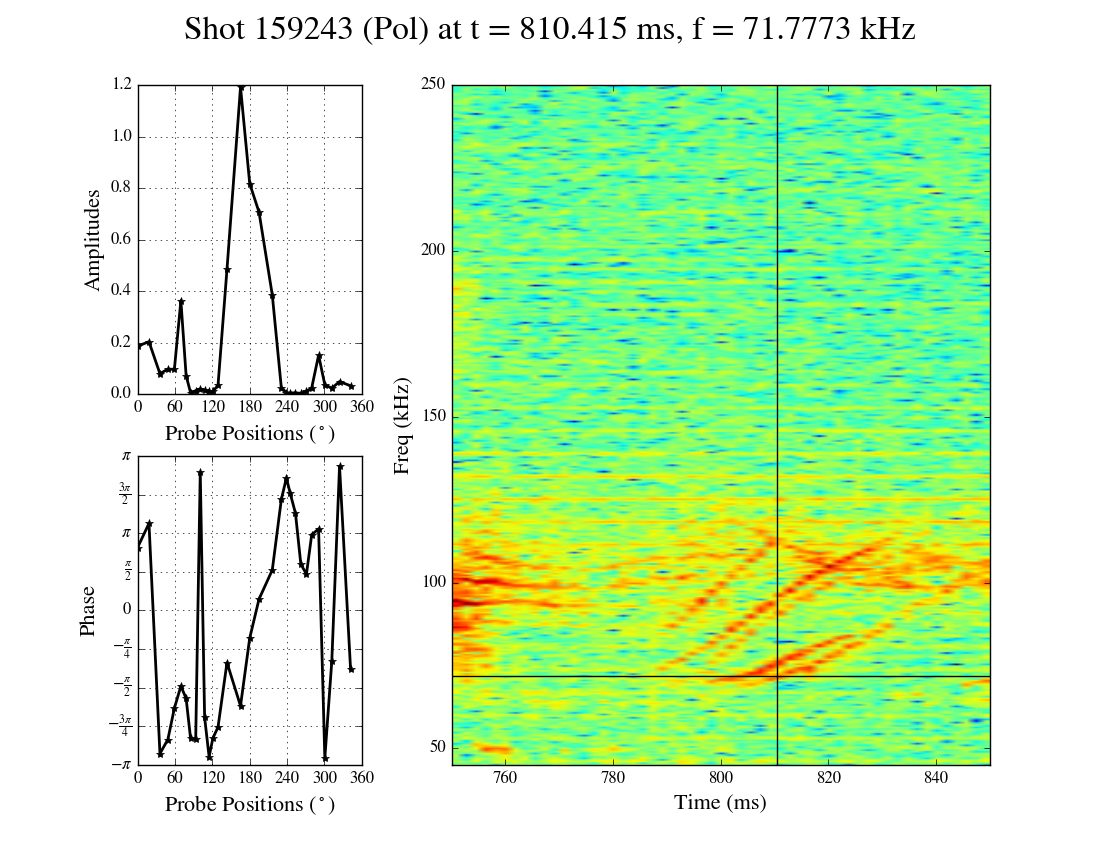 Shot 159243 (Pol) at t = 810.415 ms, f = 71.7773 kHz
Amplitudes
1.2
1.0
0.8
0.6
0.4
0.2
0.0
0 60 120 180 240 300 360
Probe Positions (°)
Phase
π
3π/2
π
π/2
0
−π/4
−π/2
−3π/4
−π
0 60 120 180 240 300 360
Probe Positions (°)
Freq (kHz)
250
200
150
100
50
760 780 800 820 840
Time (ms)